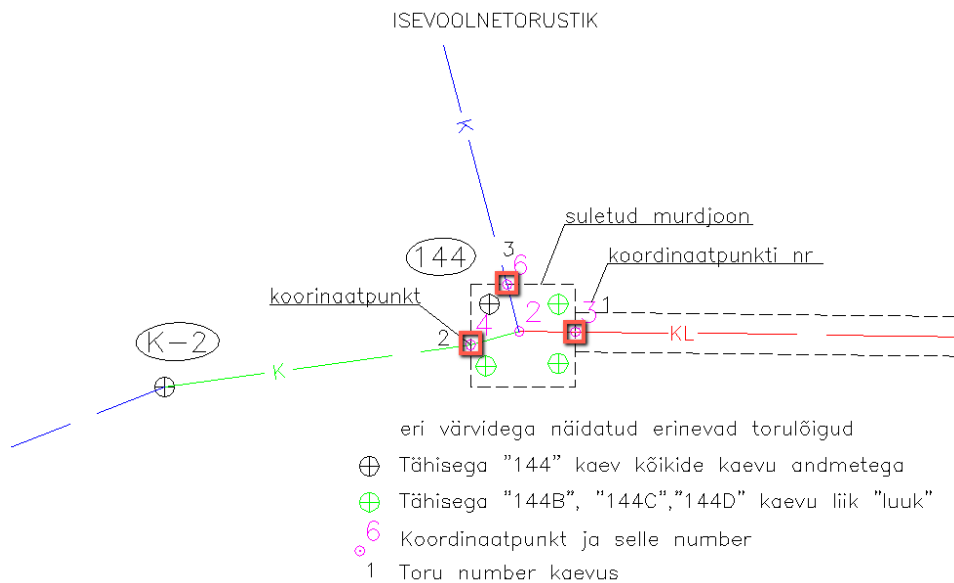 ISEVOOLNETORUSTIK
K
suletud murdjoon
3
144
6
koordinaatpunkti nr
koorinaatpunkt
1
2
3
K-2
2
4
KL
K
eri värvidega näidatud erinevad torulõigud
Tähisega "144" kaev kõikide kaevu andmetega
Tähisega "144B", "144C","144D" kaevu liik "luuk"
6
Koordinaatpunkt ja selle number
1 Toru number kaevus